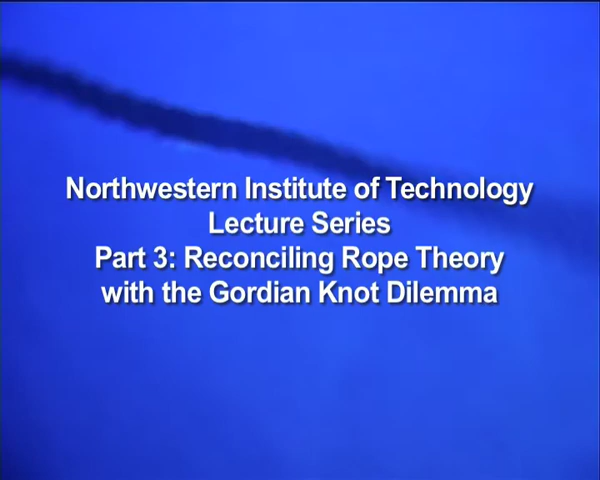 Northwestern Institute of Technology
Lecture Series
Part 3: Reconciling Rope Theory
with the Gordian Knot Dilemma